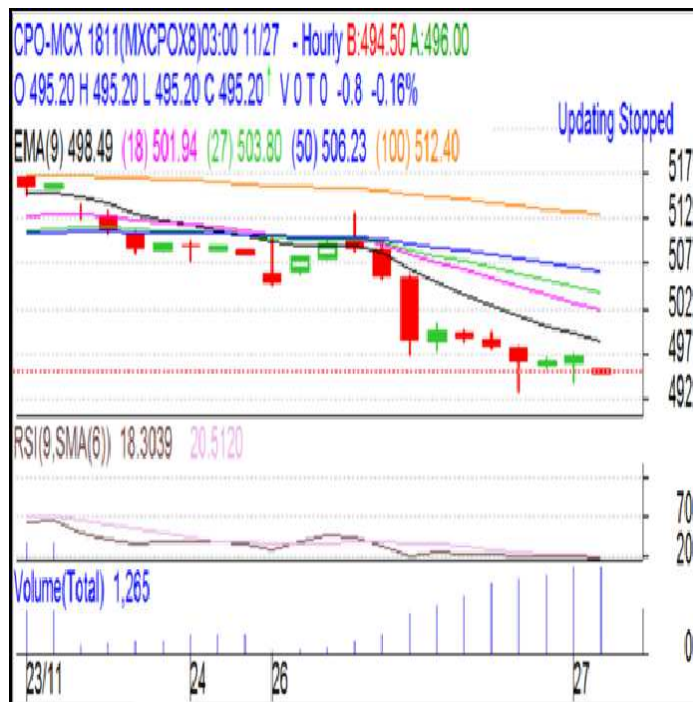 CPO-MCX 1811(MXCPOX8)03:00 11/27 - Hourly B:494.50 A:496.00
O 495.20 H 495.20 L 495.20 C 495.20↑ V 0 T 0 -0.8 -0.16%
Updating Stopped
EMA(9) 498.49 (18) 501.94 (27) 503.80 (50) 506.23 (100) 512.40
517
512
507
502
497
492
RSI(9,SMA(6)) 18.3039 20.5120
70
20
Volume(Total) 1,265
0
23/11 24 26 27